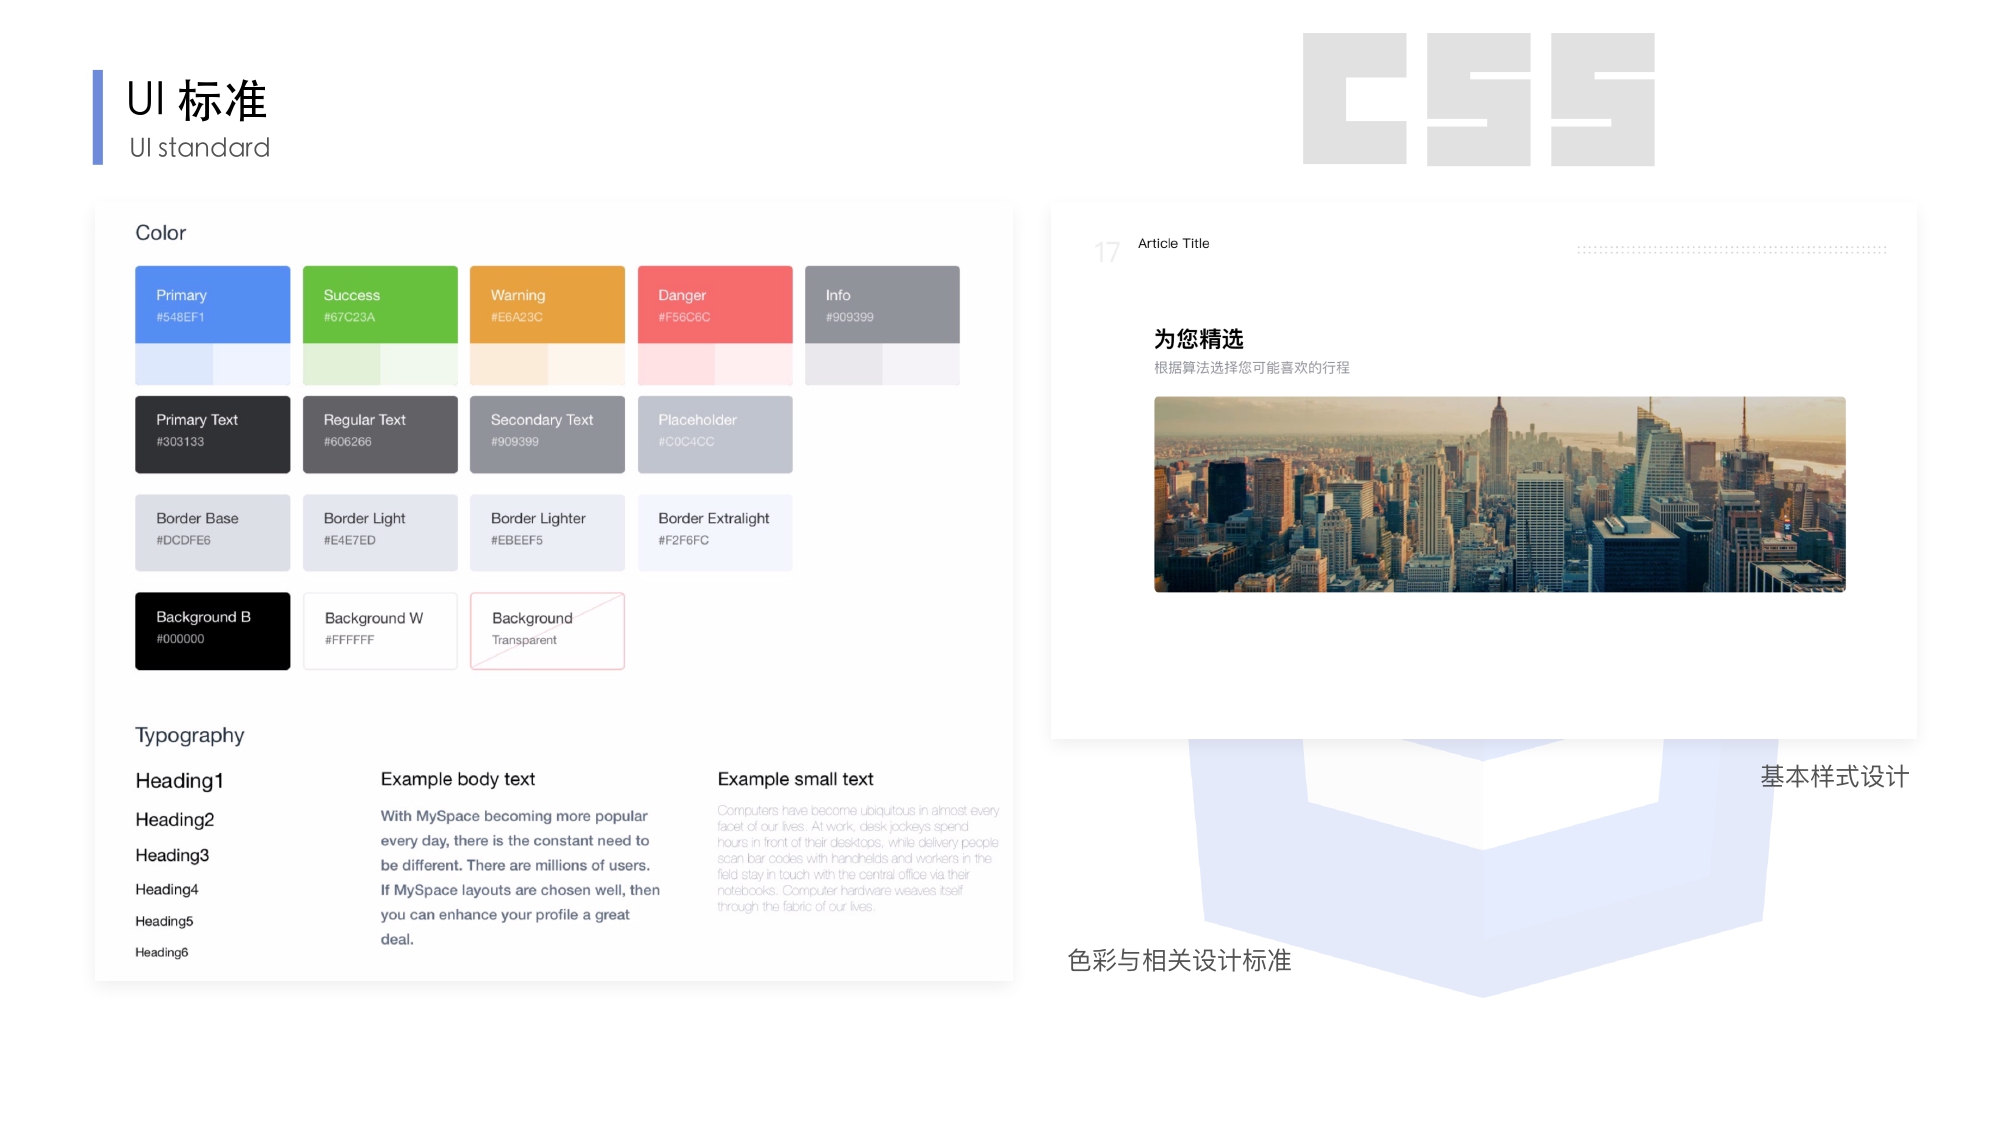 UI 标准
UI standard
CSS
Color
Primary
#548EF1
Success
#67C23A
Warning
#E6A23C
Danger
#F56C6C
Info
#909399
Primary Text
#303133
Regular Text
#606266
Secondary Text
#909399
Placeholder
#C0C4CC
Border Base
#DCDFE6
Border Light
#E4E7ED
Border Lighter
#EBEEF5
Border Extralight
#F2F6FC
Background B
#000000
Background W
#FFFFFF
Background
Transparent
Typography
Heading1
Heading2
Heading3
Heading4
Heading5
Heading6
Example body text
With MySpace becoming more popular
every day, there is the constant need to
be different. There are millions of users.
If MySpace layouts are chosen well, then
you can enhance your profile a great
deal.
Example small text
Computers have become ubiquitous in almost every
facet of our lives. At work, desk jockeys spend
hours in front of their desktops, while delivery people
scan bar codes with handhelds and workers in the
field stay in touch with the central office via their
notebooks. Computer hardware weaves itself
through the fabric of our lives.
17
Article Title
为您精选
根据算法选择您可能喜欢的行程
基本样式设计
色彩与相关设计标准